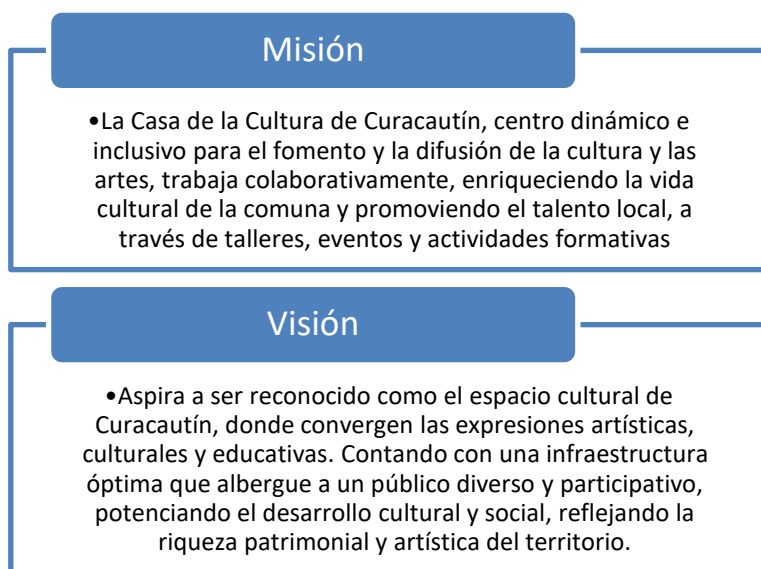 Misión
•La Casa de la Cultura de Curacautín, centro dinámico e
inclusivo para el fomento y la difusión de la cultura y las
artes, trabaja colaborativamente, enriqueciendo la vida
cultural de la comuna y promoviendo el talento local, a
través de talleres, eventos y actividades formativas
Visión
•Aspira a ser reconocido como el espacio cultural de
Curacautín, donde convergen las expresiones artísticas,
culturales y educativas. Contando con una infraestructura
óptima que albergue a un público diverso y participativo,
potenciando el desarrollo cultural y social, reflejando la
riqueza patrimonial y artística del territorio.